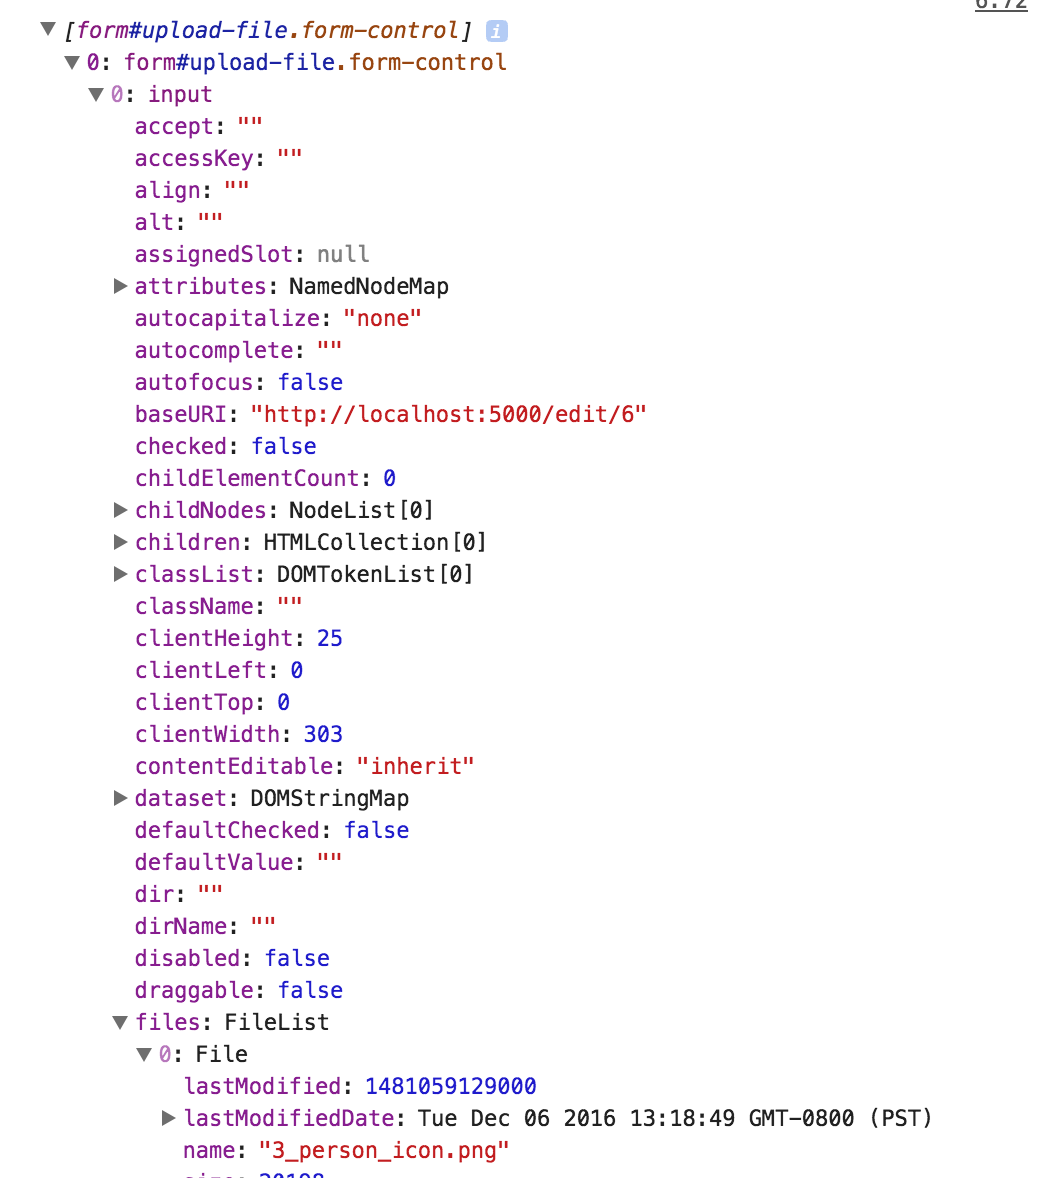 6:72
[form#upload-file.form-control] i
0: form#upload-file.form-control
0: input
accept: ""
accessKey: ""
align: ""
alt: ""
assignedSlot: null
attributes: NamedNodeMap
autocapitalize: "none"
autocomplete: ""
autofocus: false
baseURI: "http://localhost:5000/edit/6"
checked: false
childElementCount: 0
childNodes: NodeList[0]
children: HTMLCollection[0]
classList: DOMTokenList[0]
className: ""
clientHeight: 25
clientLeft: 0
clientTop: 0
clientWidth: 303
contentEditable: "inherit"
dataset: DOMStringMap
defaultChecked: false
defaultValue: ""
dir: ""
dirName: ""
disabled: false
draggable: false
files: FileList
0: File
lastModified: 1481059129000
lastModifiedDate: Tue Dec 06 2016 13:18:49 GMT-0800 (PST)
name: "3_person_icon.png"